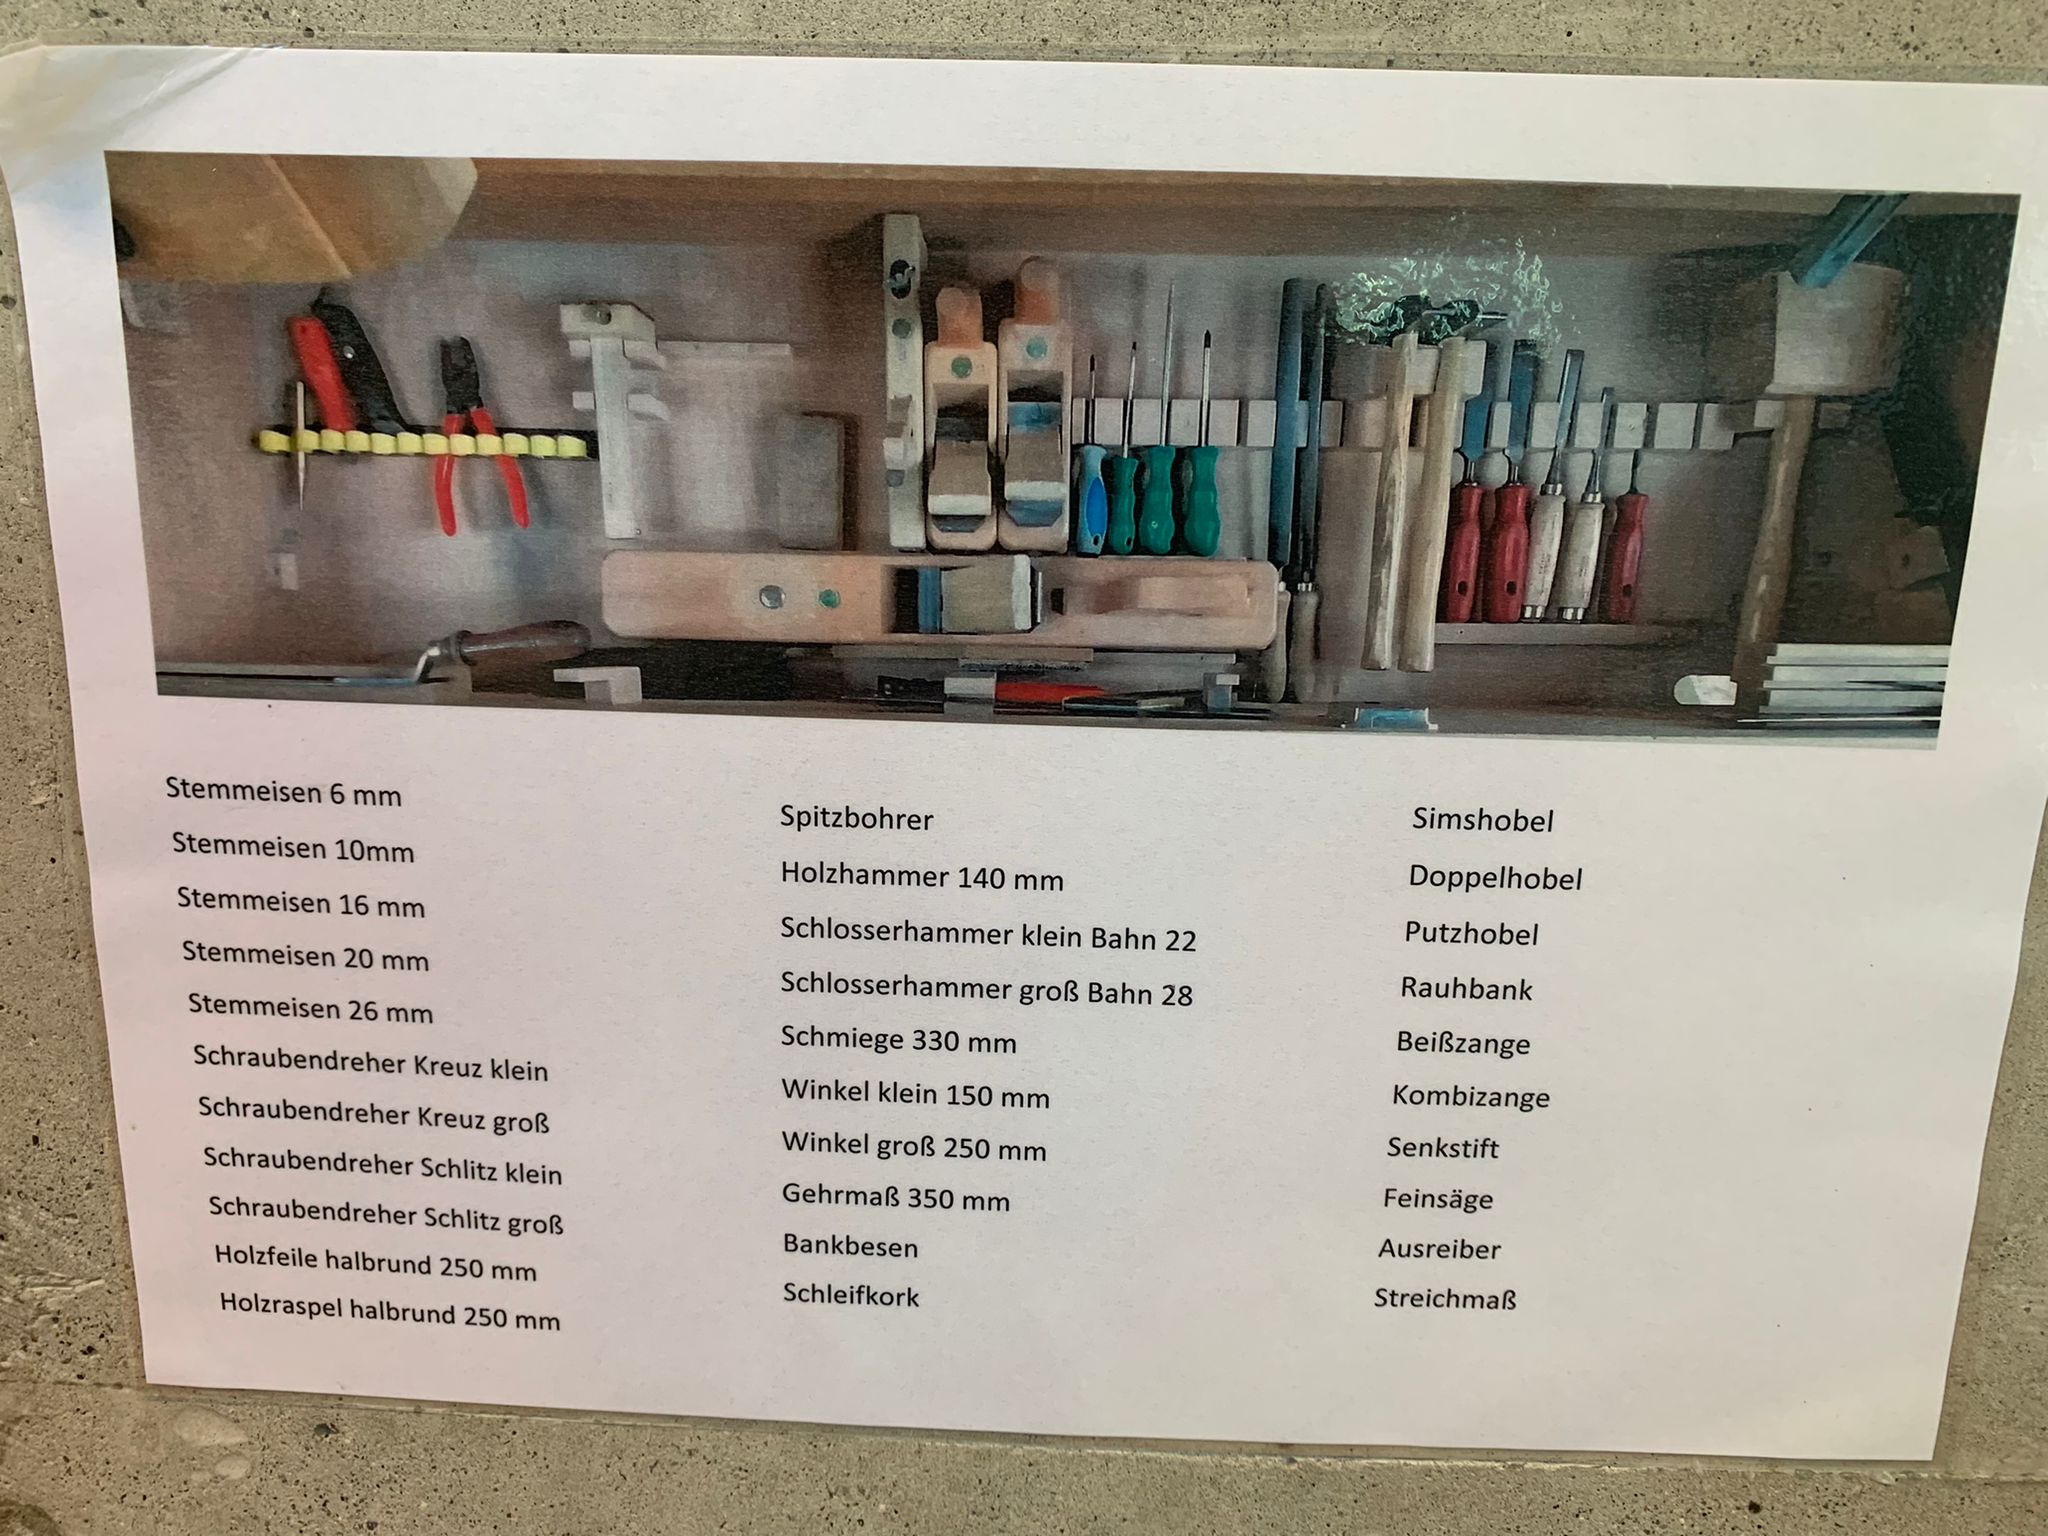 Stemmeisen 6 mm
Stemmeisen 10mm
Stemmeisen 16 mm
Stemmeisen 20 mm
Stemmeisen 26 mm
Schraubendreher Kreuz klein
Schraubendreher Kreuz groß
Schraubendreher Schlitz klein
Schraubendreher Schlitz groß
Holzfeile halbrund 250 mm
Holzraspel halbrund 250 mm
Spitzbohrer
Holzhammer 140 mm
Schlosserhammer klein Bahn 22
Schlosserhammer groß Bahn 28
Schmiege 330 mm
Winkel klein 150 mm
Winkel groß 250 mm
Gehrmaß 350 mm
Bankbesen
Schleifkork
Simshobel
Doppelhobel
Putzhobel
Rauhbank
Beißzange
Kombizange
Senkstift
Feinsäge
Ausreiber
Streichmaß